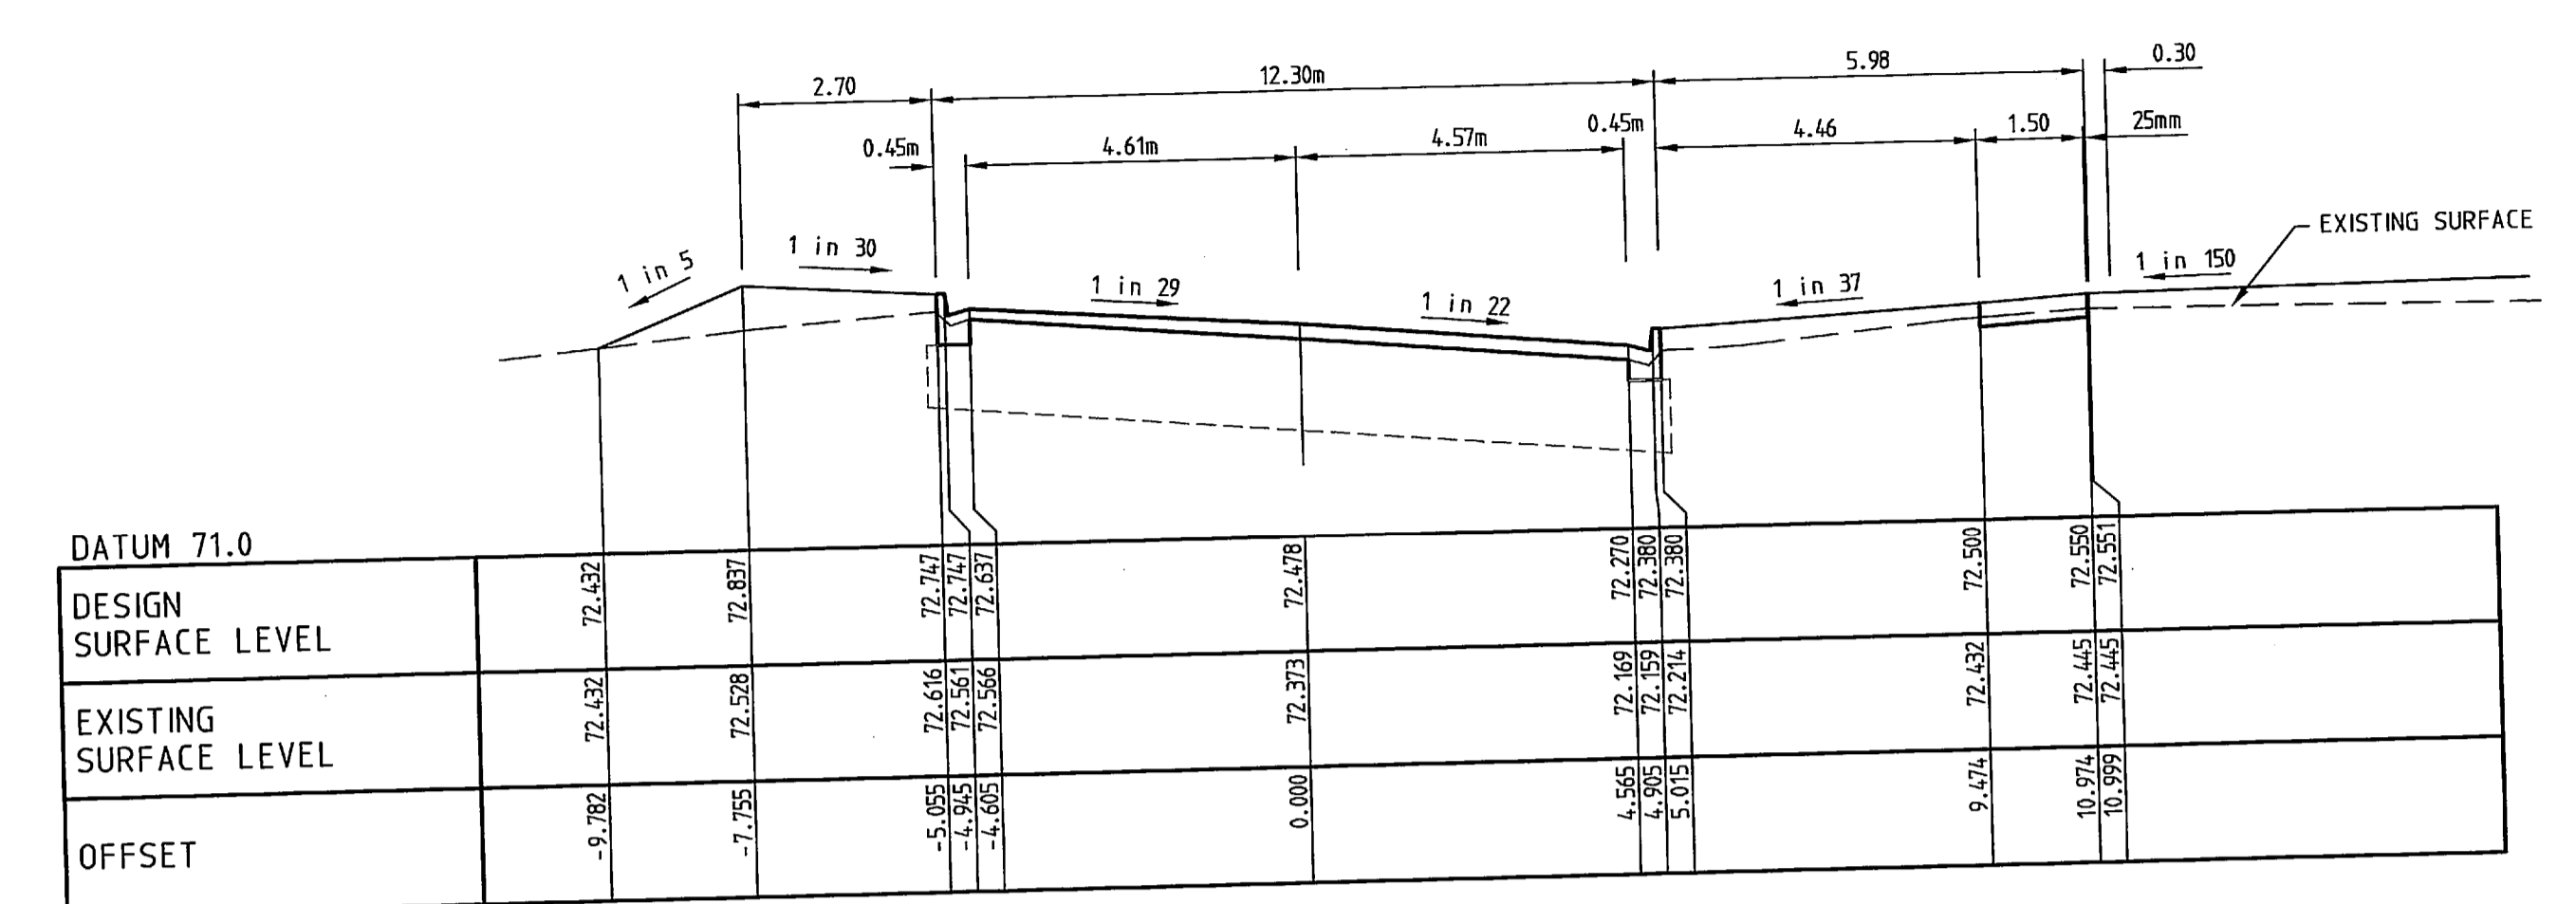 0.30
5.98
12.30m
2.70
25mm
1.50
4.46
0.45m
4.57m
4.61m
0.45m
EXISTING SURFACE
1 in 5
1 in 30
1 in 29
1 in 22
1 in 37
1 in 150
DATUM 71.0
DESIGN
SURFACE LEVEL
72.432 72.837 72.747 72.747 72.637 72.478 72.270 72.380 72.380 72.500 72.550 72.551
EXISTING
SURFACE LEVEL
72.432 72.528 72.616 72.561 72.566 72.373 72.169 72.159 72.214 72.432 72.445 72.445
OFFSET
-9.782 -7.755 -5.055 -4.945 -4.605 0.000 4.565 4.905 5.015 9.474 10.974 10.999